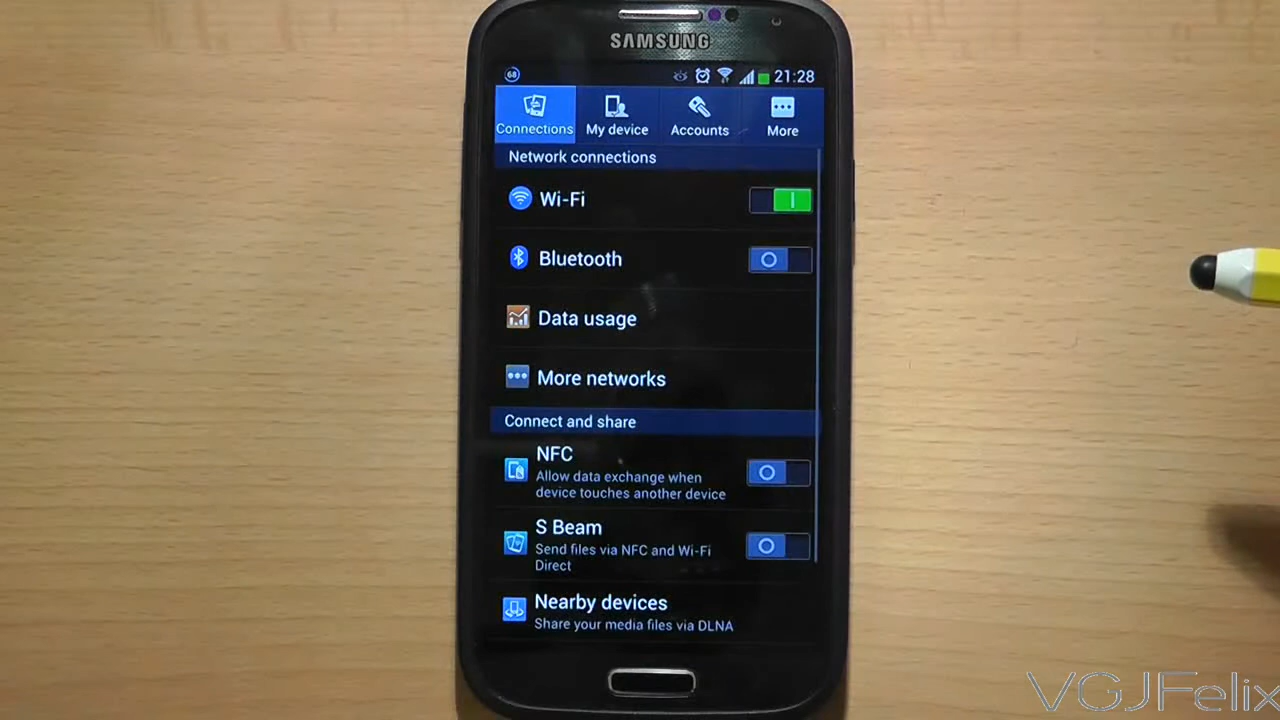 SAMSUNG
68
21:28
Connections
My device
Accounts
More
Network connections
Wi-Fi
Bluetooth
Data usage
More networks
Connect and share
NFC
Allow data exchange when
device touches another device
S Beam
Send files via NFC and Wi-Fi
Direct
Nearby devices
Share your media files via DLNA
VGJFelix